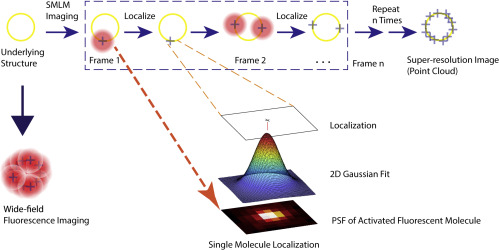 SMLM
Imaging
Localize
Localize
Repeat
n Times
Underlying
Structure
Frame 1
Frame 2
. . .
Frame n
Super-resolution Image
(Point Cloud)
Localization
2D Gaussian Fit
Wide-field
Fluorescence Imaging
PSF of Activated Fluorescent Molecule
Single Molecule Localization